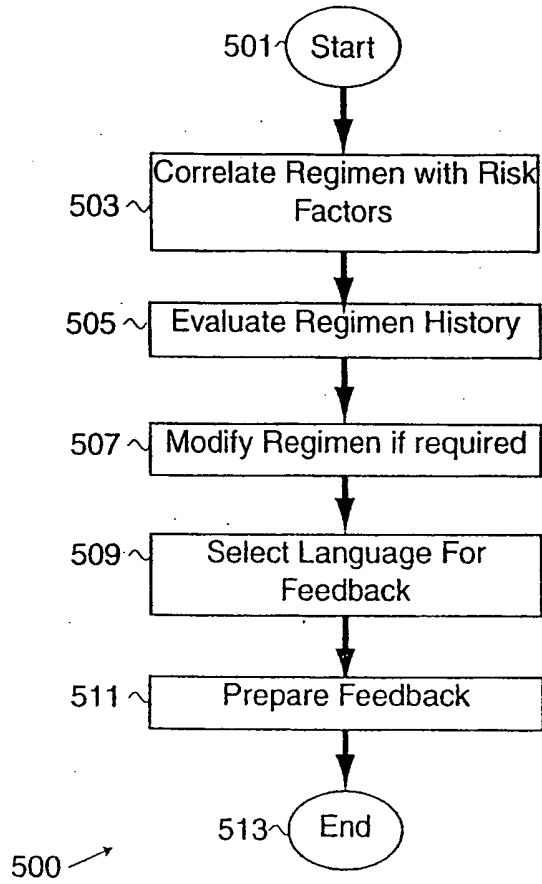 501 Start
503 Correlate Regimen with Risk
Factors
505 Evaluate Regimen History
507 Modify Regimen if required
509 Select Language For
Feedback
511 Prepare Feedback
513 End
500